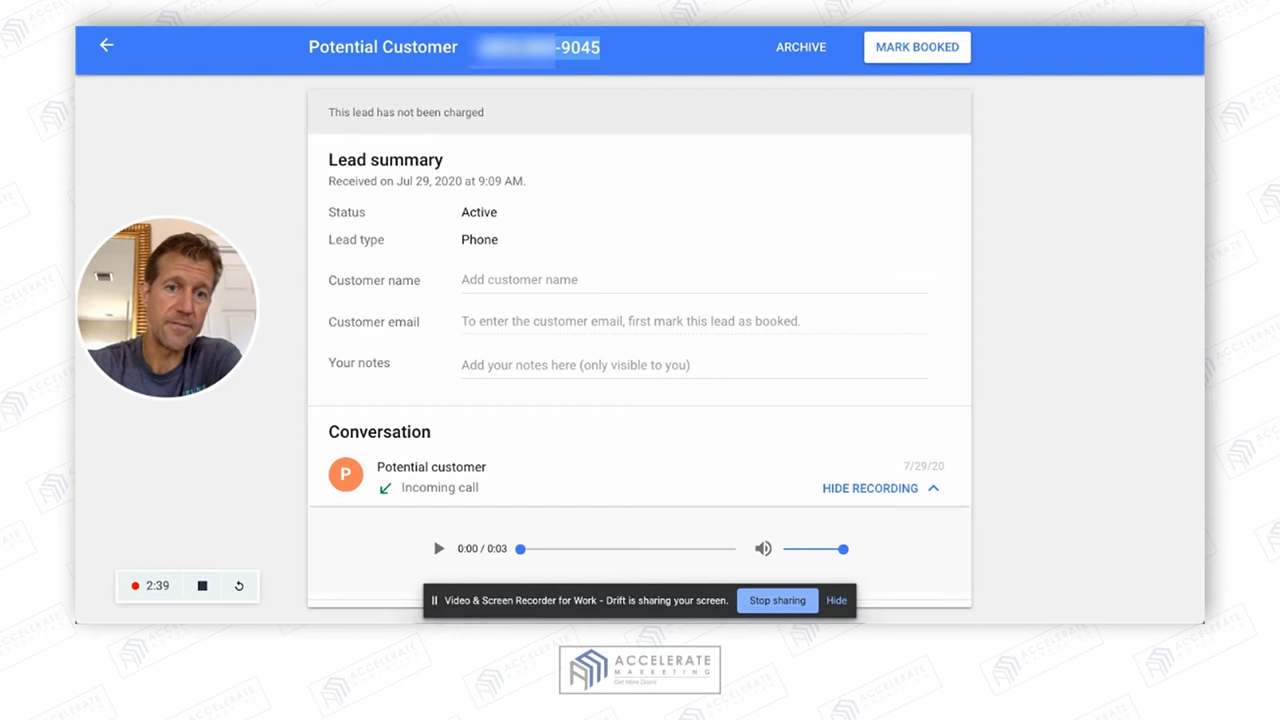 Potential Customer
-9045
ARCHIVE
MARK BOOKED
This lead has not been charged
Lead summary
Received on Jul 29, 2020 at 9:09 AM.
Status
Active
Lead type
Phone
Customer name
Add customer name
Customer email
To enter the customer email, first mark this lead as booked.
Your notes
Add your notes here (only visible to you)
Conversation
P
Potential customer
7/29/20
Incoming call
HIDE RECORDING
0:00 / 0:03
2:39
Video & Screen Recorder for Work - Drift is sharing your screen.
Stop sharing
Hide
ACCELERATE
MARKETING
Get More Doors